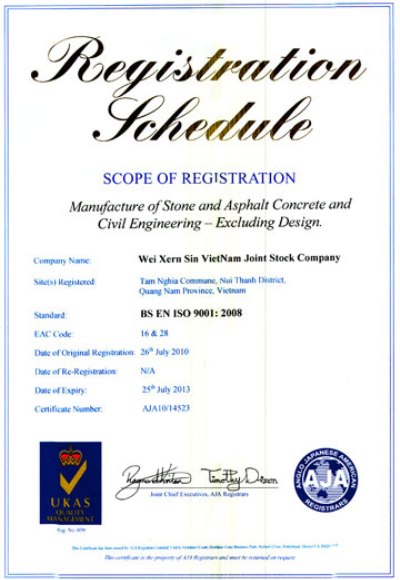 Registration
Schedule
SCOPE OF REGISTRATION
Manufacture of Stone and Asphalt Concrete and
Civil Engineering – Excluding Design.
Company Name: Wei Xern Sin VietNam Joint Stock Company
Site(s) Registered: Tam Nghia Commune, Nui Thanh District,
Quang Nam Province, Vietnam
Standard: BS EN ISO 9001: 2008
EAC Code: 16 & 28
Date of Original Registration: 26th July 2010
Date of Re-Registration: N/A
Date of Expiry: 25th July 2013
Certificate Number: AJA10/14523
UKAS
QUALITY
MANAGEMENT
Timothy Dixon
Joint Chief Executives, AJA Registrars
ANGLO JAPANESE AMERICAN
AJA
REGISTRARS
This certificate is the property of AJA Registrars and must be returned on request